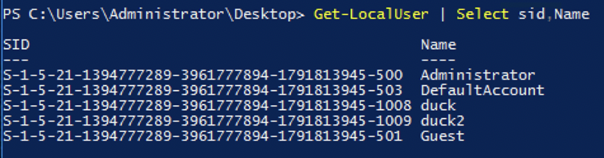 PS C:\Users\Administrator\Desktop> Get-LocalUser | Select sid,Name
SID Name
--- ----
S-1-5-21-1394777289-3961777894-1791813945-500 Administrator
S-1-5-21-1394777289-3961777894-1791813945-503 DefaultAccount
S-1-5-21-1394777289-3961777894-1791813945-1008 duck
S-1-5-21-1394777289-3961777894-1791813945-1009 duck2
S-1-5-21-1394777289-3961777894-1791813945-501 Guest